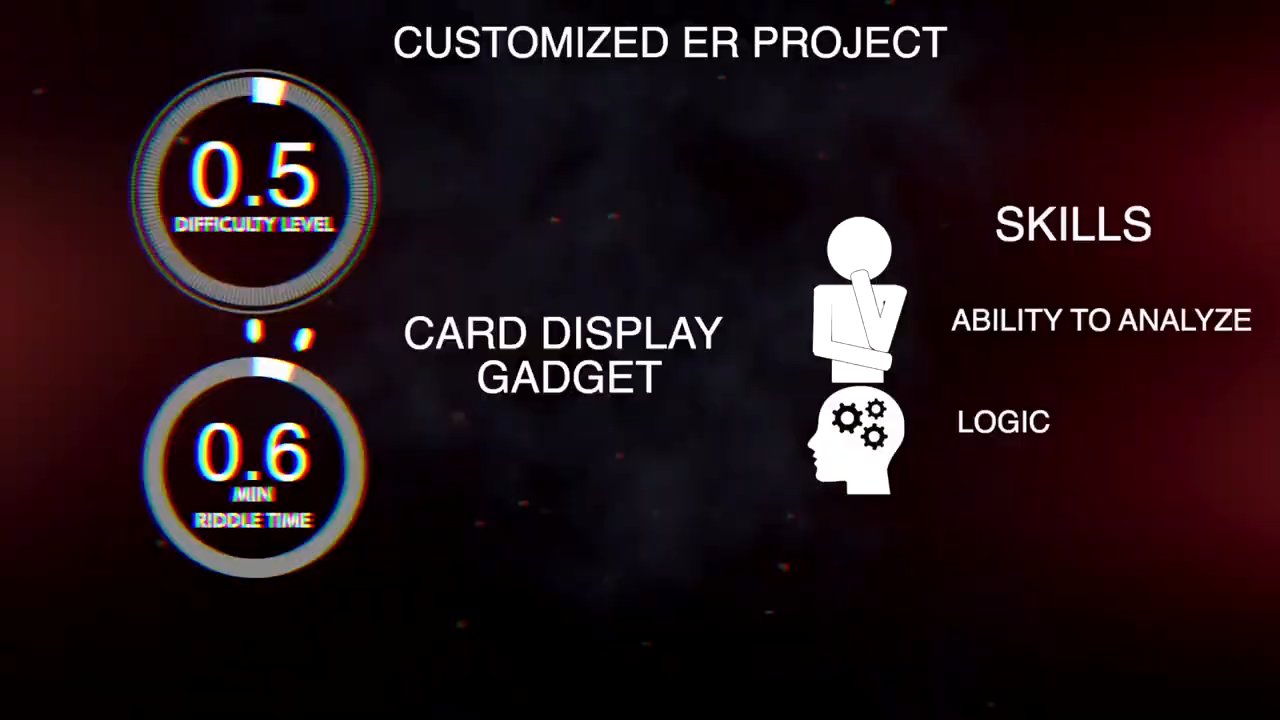 CUSTOMIZED ER PROJECT
0.5
DIFFICULTY LEVEL
0.6
MIN
RIDDLE TIME
CARD DISPLAY
GADGET
SKILLS
ABILITY TO ANALYZE
LOGIC